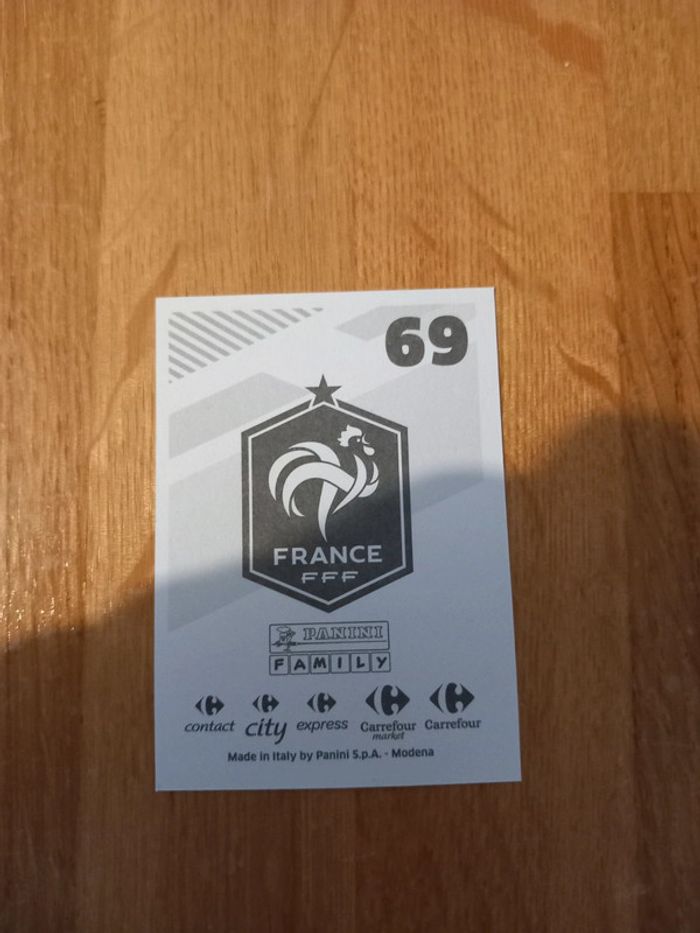 69
FRANCE
FFF
PANINI
FAMILY
contact city express Carrefour market Carrefour
Made in Italy by Panini S.p.A. - Modena